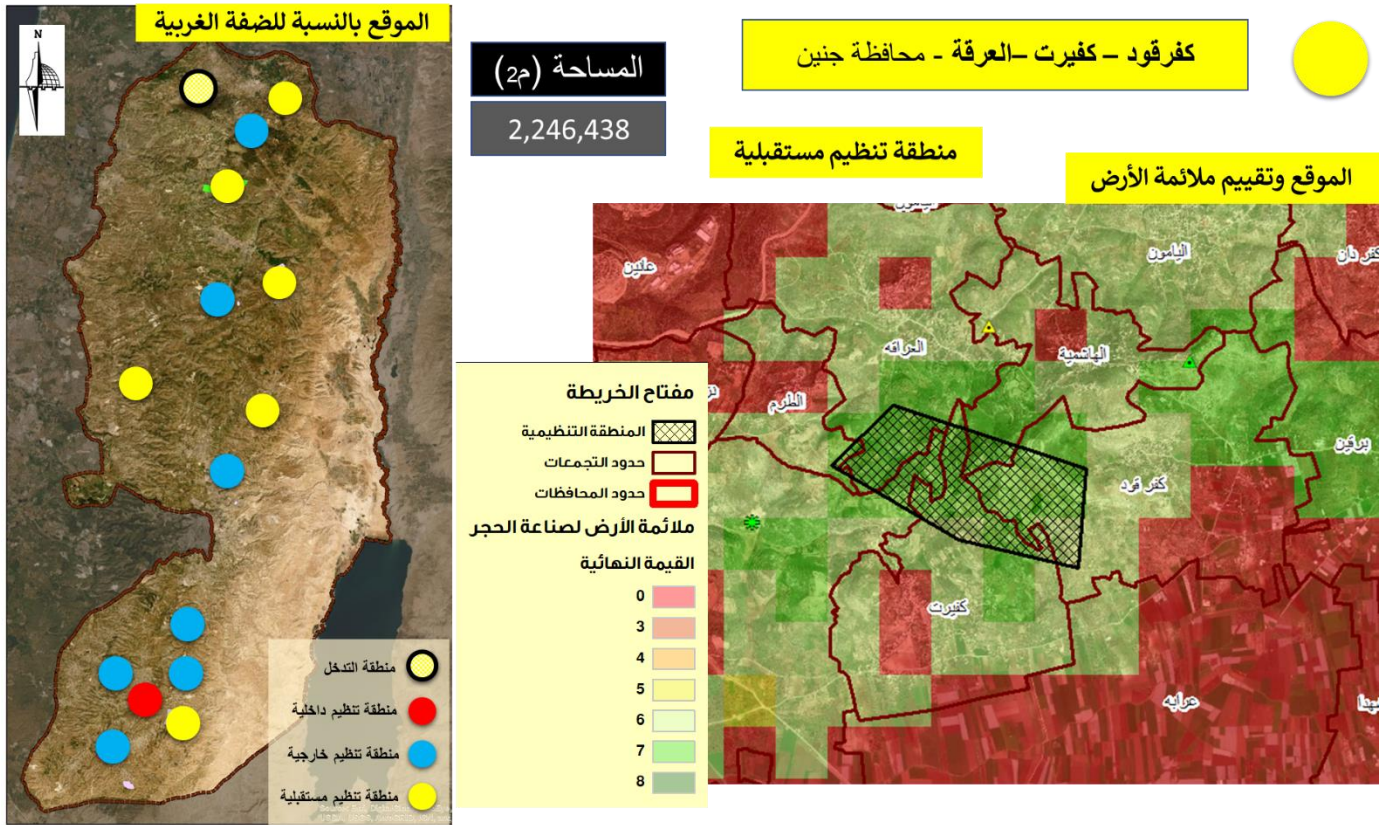 الموقع بالنسبة للضفة الغربية
N
المساحة (م2)
2,246,438
كفرقود – كفيرت –العرقة - محافظة جنين
منطقة تنظيم مستقبلية
الموقع وتقييم ملائمة الأرض
اليامون
اليامون
كفر دان
عانين
العراقه
الهاشمية
الطرم
برقين
كفر قود
كفيرت
عرابه
مفتاح الخريطة
المنطقة التنظيمية
حدود التجمعات
حدود المحافظات
ملائمة الأرض لصناعة الحجر
القيمة النهائية
0
3
4
5
6
7
8
منطقة التدخل
منطقة تنظيم داخلية
منطقة تنظيم خارجية
منطقة تنظيم مستقبلية